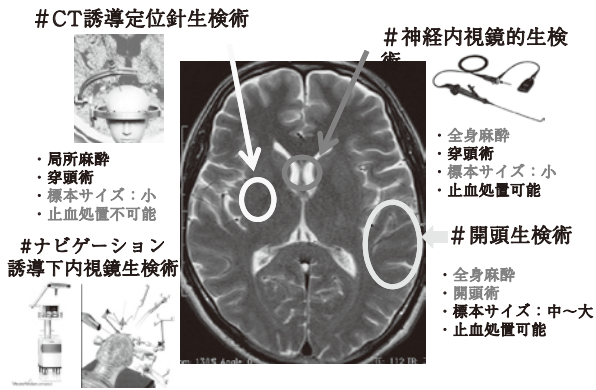 #CT誘導定位針生検術
・局所麻酔
・穿頭術
・標本サイズ：小
・止血処置不可能
#神経内視鏡的生検
術
・全身麻酔
・穿頭術
・標本サイズ：小
・止血処置可能
#ナビゲーション
誘導下内視鏡生検術
#開頭生検術
・全身麻酔
・開頭術
・標本サイズ：中～大
・止血処置可能